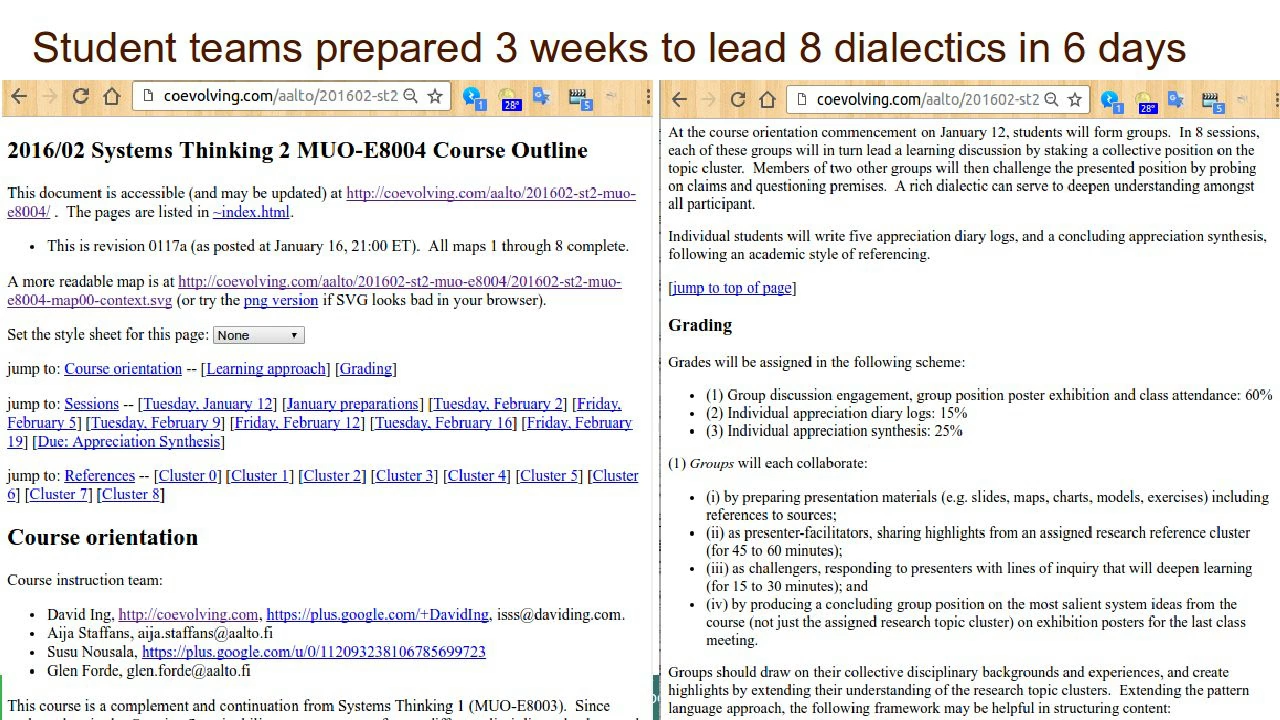 Student teams prepared 3 weeks to lead 8 dialectics in 6 days
coevolving.com/aalto/201602-st2
1
28°
5
2016/02 Systems Thinking 2 MUO-E8004 Course Outline
This document is accessible (and may be updated) at http://coevolving.com/aalto/201602-st2-muo-
e8004/ .  The pages are listed in ~index.html.
• This is revision 0117a (as posted at January 16, 21:00 ET).  All maps 1 through 8 complete.
A more readable map is at http://coevolving.com/aalto/201602-st2-muo-e8004/201602-st2-muo-
e8004-map00-context.svg (or try the png version if SVG looks bad in your browser).
Set the style sheet for this page: None
jump to: Course orientation -- [Learning approach] [Grading]
jump to: Sessions -- [Tuesday, January 12] [January preparations] [Tuesday, February 2] [Friday,
February 5] [Tuesday, February 9] [Friday, February 12] [Tuesday, February 16] [Friday, February
19] [Due: Appreciation Synthesis]
jump to: References -- [Cluster 0] [Cluster 1] [Cluster 2] [Cluster 3] [Cluster 4] [Cluster 5] [Cluster
6] [Cluster 7] [Cluster 8]
Course orientation
Course instruction team:
• David Ing, http://coevolving.com, https://plus.google.com/+DavidIng, isss@daviding.com.
• Aija Staffans, aija.staffans@aalto.fi
• Susu Nousala, https://plus.google.com/u/0/112093238106785699723
• Glen Forde, glen.forde@aalto.fi
This course is a complement and continuation from Systems Thinking 1 (MUO-E8003).  Since
coevolving.com/aalto/201602-st2
1
28°
5
At the course orientation commencement on January 12, students will form groups.  In 8 sessions,
each of these groups will in turn lead a learning discussion by staking a collective position on the
topic cluster.  Members of two other groups will then challenge the presented position by probing
on claims and questioning premises.  A rich dialectic can serve to deepen understanding amongst
all participant.
Individual students will write five appreciation diary logs, and a concluding appreciation synthesis,
following an academic style of referencing.
[jump to top of page]
Grading
Grades will be assigned in the following scheme:
• (1) Group discussion engagement, group position poster exhibition and class attendance: 60%
• (2) Individual appreciation diary logs: 15%
• (3) Individual appreciation synthesis: 25%
(1) Groups will each collaborate:
• (i) by preparing presentation materials (e.g. slides, maps, charts, models, exercises) including
references to sources;
• (ii) as presenter-facilitators, sharing highlights from an assigned research reference cluster
(for 45 to 60 minutes);
• (iii) as challengers, responding to presenters with lines of inquiry that will deepen learning
(for 15 to 30 minutes); and
• (iv) by producing a concluding group position on the most salient system ideas from the
course (not just the assigned research topic cluster) on exhibition posters for the last class
meeting.
Groups should draw on their collective disciplinary backgrounds and experiences, and create
highlights by extending their understanding of the research topic clusters.  Extending the pattern
language approach, the following framework may be helpful in structuring content: